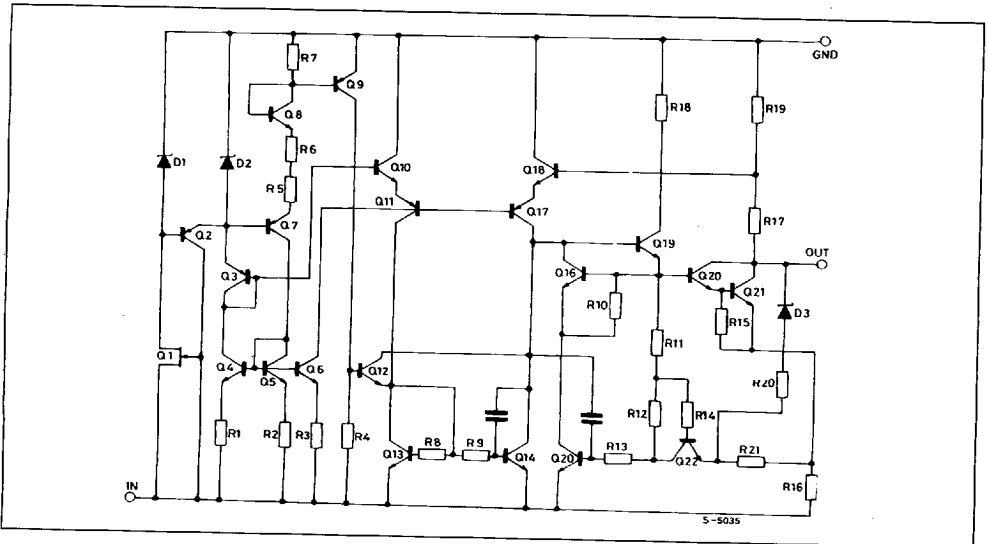 R7
GND
Q9
Q8
R18
R19
R6
D1
D2
Q10
Q18
R5
Q11
Q17
R17
Q7
Q2
Q19
OUT
Q3
Q16
Q20
Q21
R10
D3
R15
R11
Q1
Q4
Q5
Q6
Q12
R20
R12
R14
R1
R2
R3
R4
Q13
R8
R9
Q14
Q20
R13
Q22
R21
R16
IN
S-5035